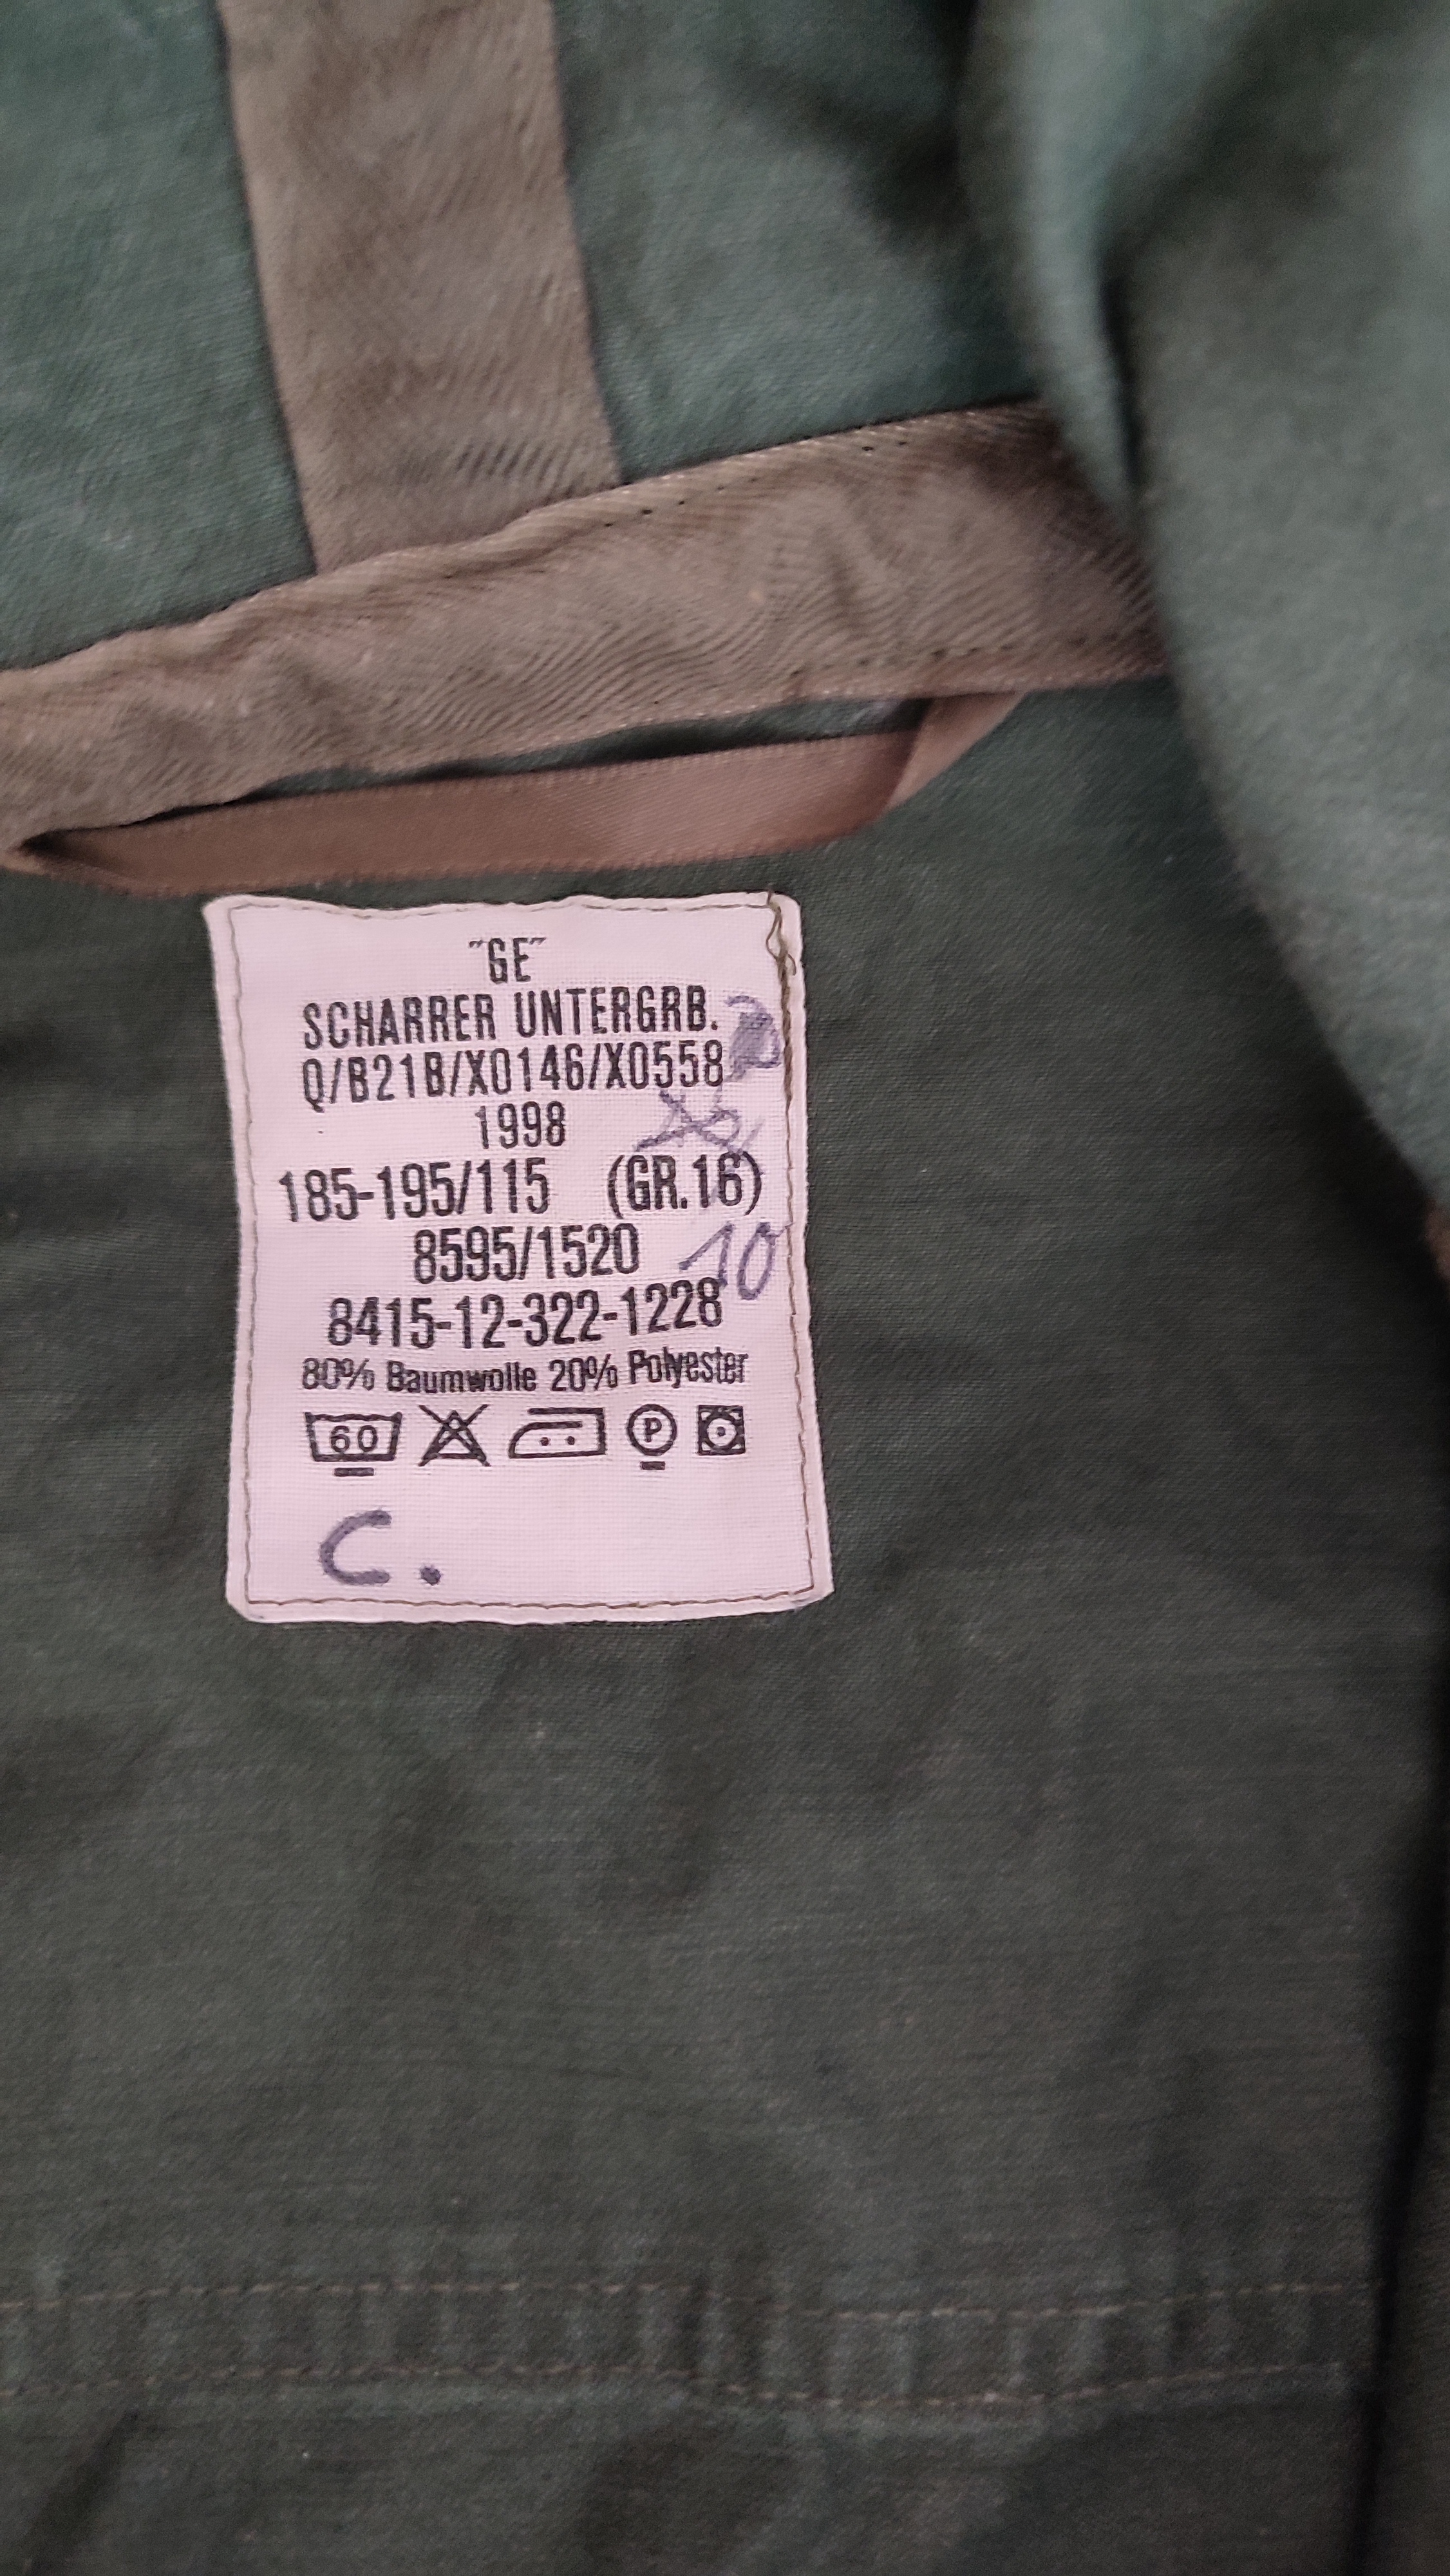 "GE"
SCHARRER UNTERGRB.
Q/B21B/X0146/X0558
1998
185-195/115 (GR.16)
8595/1520 10
8415-12-322-1228
80% Baumwolle 20% Polyester
60 P
C.